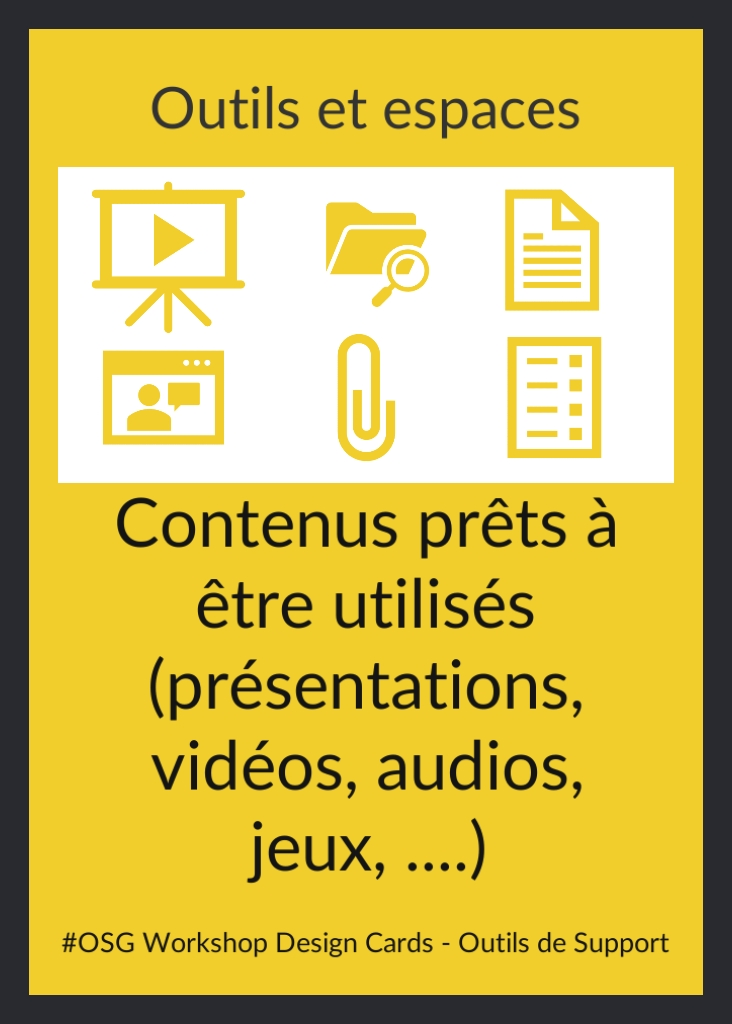 Outils et espaces
Contenus prêts à
être utilisés
(présentations,
vidéos, audios,
jeux, ....)
#OSG Workshop Design Cards - Outils de Support